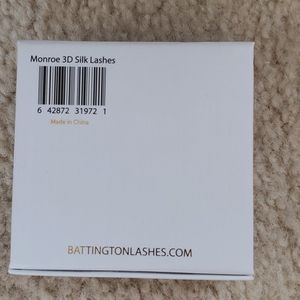 Monroe 3D Silk Lashes
6 42872 31972 1
Made in China
BATTINGTONLASHES.COM